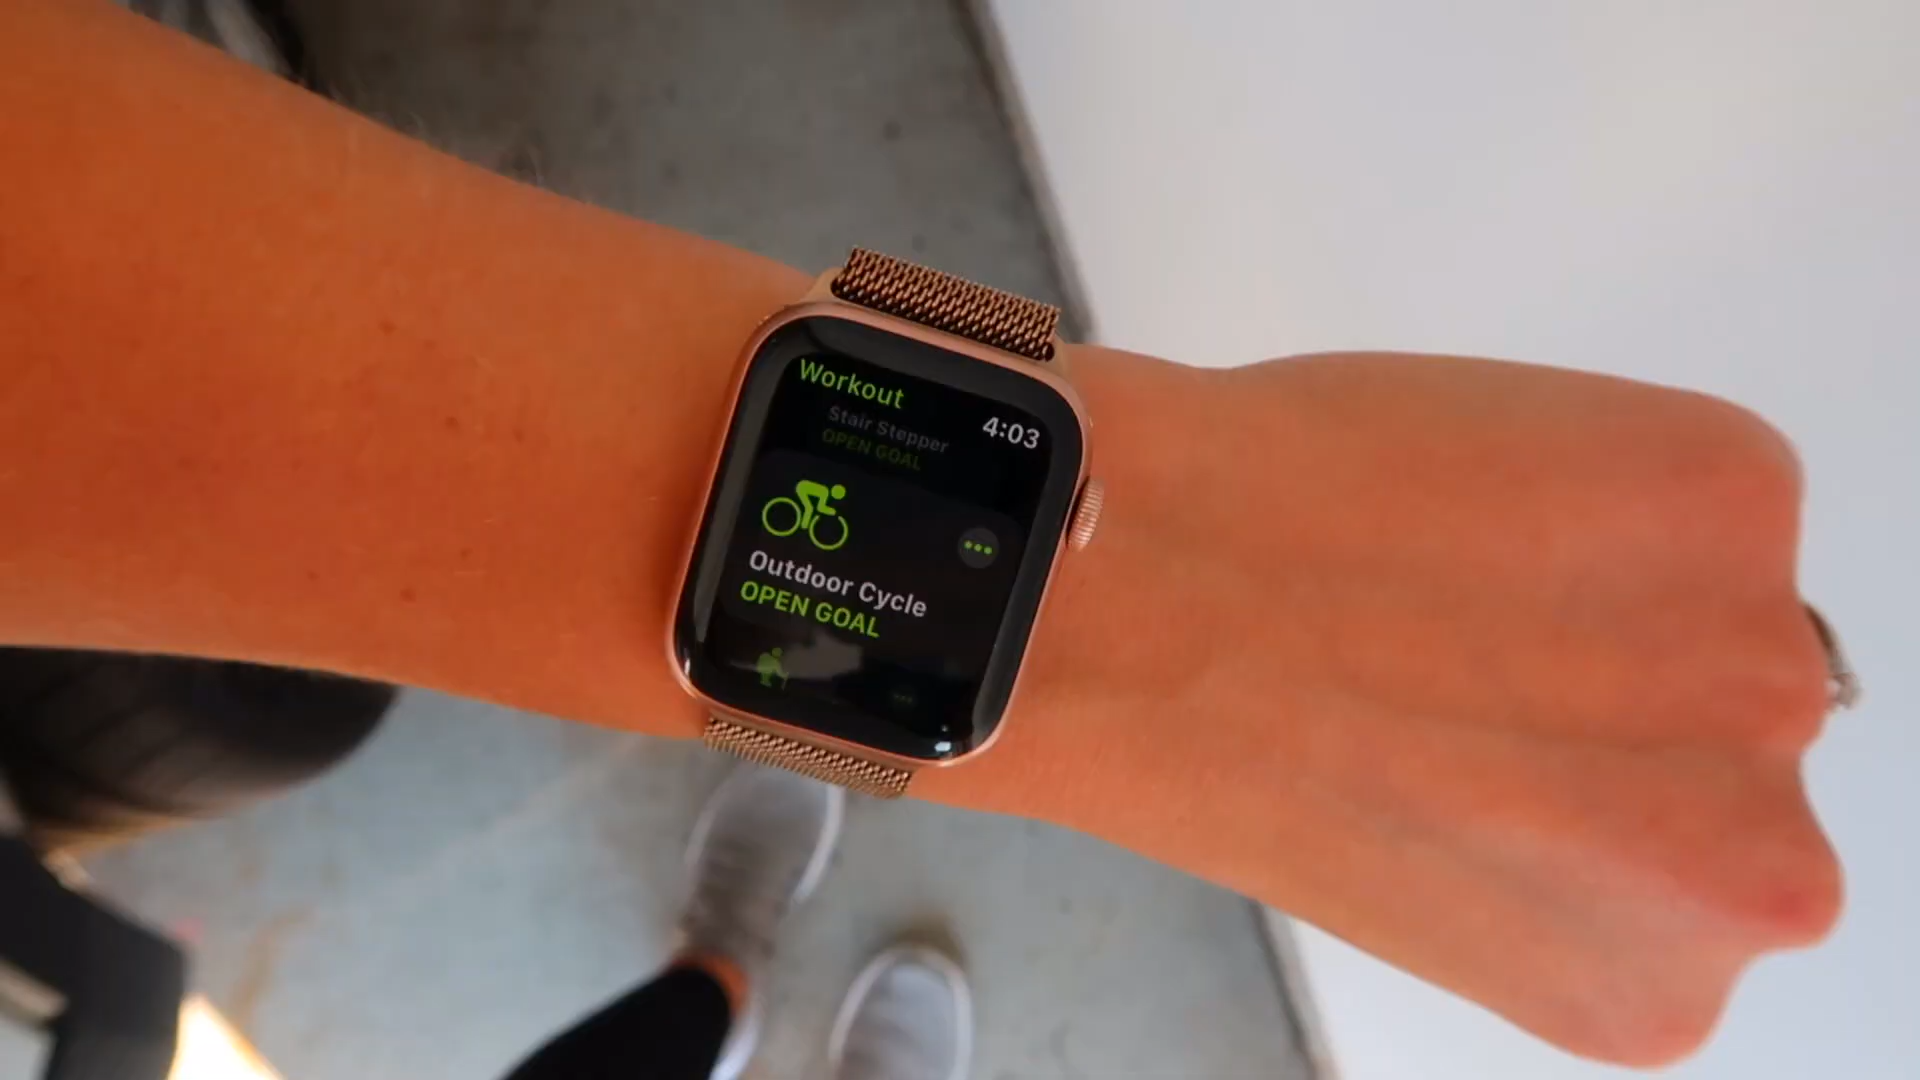 Workout
4:03
Stair Stepper
OPEN GOAL
Outdoor Cycle
OPEN GOAL